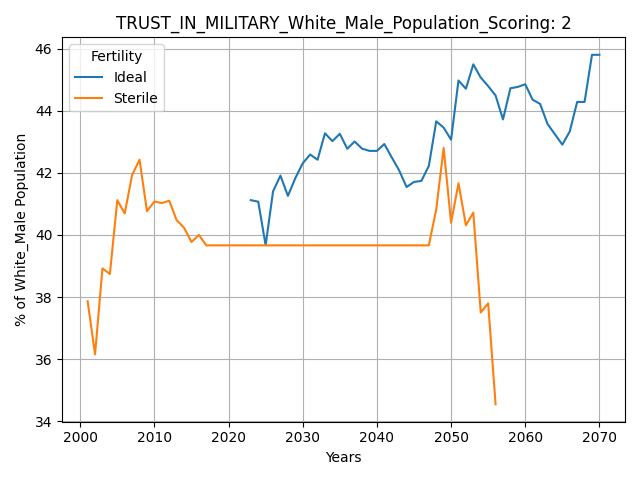 TRUST_IN_MILITARY_White_Male_Population_Scoring: 2
Fertility
Ideal
Sterile
% of White_Male Population
46
44
42
40
38
36
34
2000 2010 2020 2030 2040 2050 2060 2070
Years